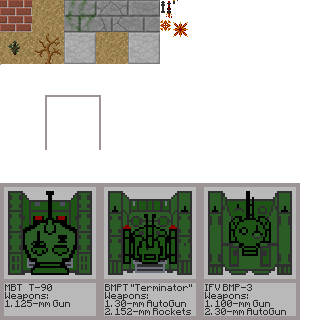 MBT T-90
Weapons:
1.125-mm Gun
BMPT "Terminator"
Weapons:
1.30-mm AutoGun
2.152-mm Rockets
IFV BMP-3
Weapons:
1.100-mm Gun
2.30-mm AutoGun